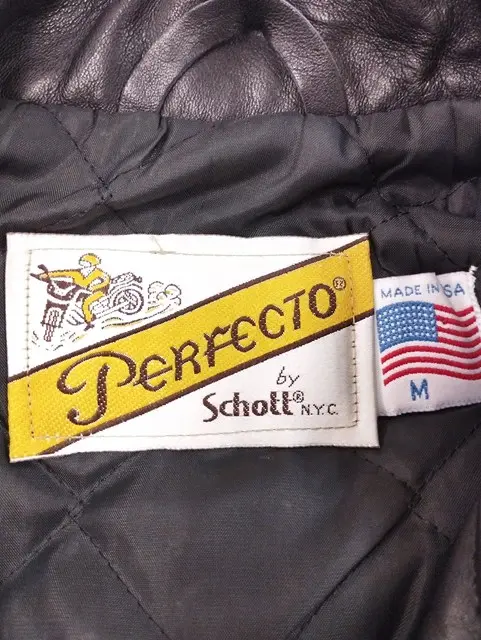 PERFECTO®
by
Schott® N.Y.C.
MADE IN USA
M